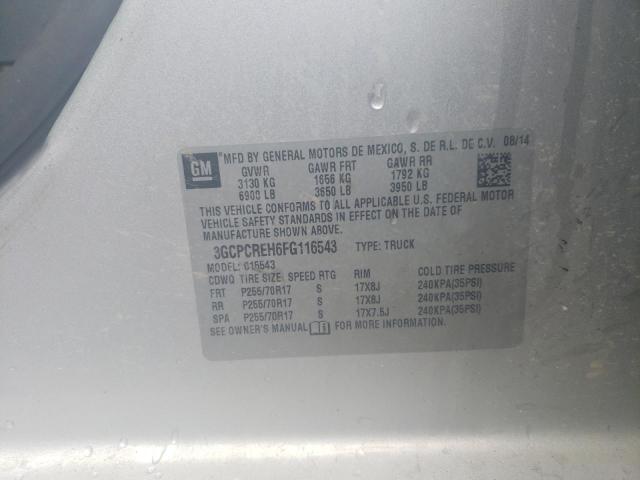 GM MFD BY GENERAL MOTORS DE MEXICO, S. DE R.L. DE C.V. 08/14
GVWR GAWR FRT GAWR RR
3130 KG 1656 KG 1792 KG
6900 LB 3650 LB 3950 LB
THIS VEHICLE CONFORMS TO ALL APPLICABLE U.S. FEDERAL MOTOR
VEHICLE SAFETY STANDARDS IN EFFECT ON THE DATE OF
MANUFACTURE SHOWN ABOVE.
3GCPCREH6FG116543 TYPE: TRUCK
MODEL: C15543
CDWQ TIRE SIZE SPEED RTG RIM COLD TIRE PRESSURE
FRT P255/70R17 S 17X8J 240KPA(35PSI)
RR P255/70R17 S 17X8J 240KPA(35PSI)
SPA P255/70R17 S 17X7.5J 240KPA(35PSI)
SEE OWNER'S MANUAL FOR MORE INFORMATION.